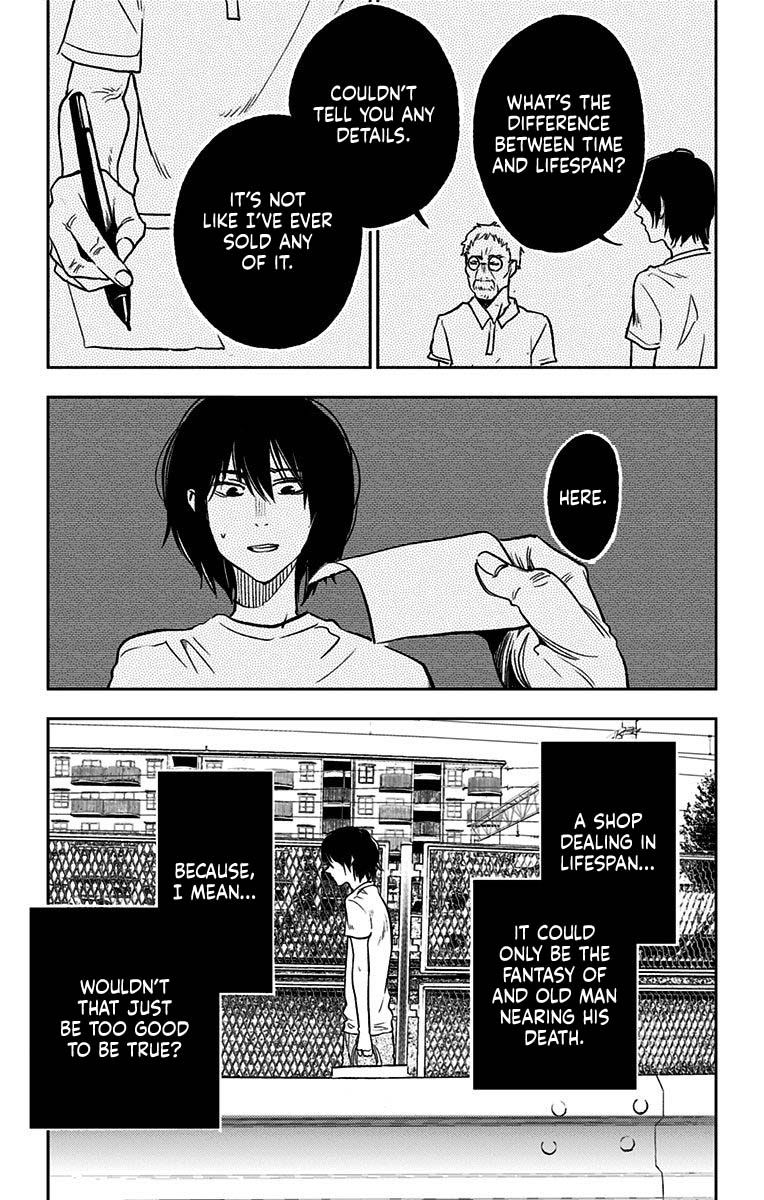 WHAT'S THE
DIFFERENCE
BETWEEN TIME
AND LIFESPAN?
COULDN'T
TELL YOU ANY
DETAILS.
IT'S NOT
LIKE I'VE EVER
SOLD ANY
OF IT.
HERE.
A SHOP
DEALING IN
LIFESPAN...
IT COULD
ONLY BE THE
FANTASY OF
AND OLD MAN
NEARING HIS
DEATH.
BECAUSE,
I MEAN...
WOULDN'T
THAT JUST
BE TOO GOOD
TO BE TRUE?